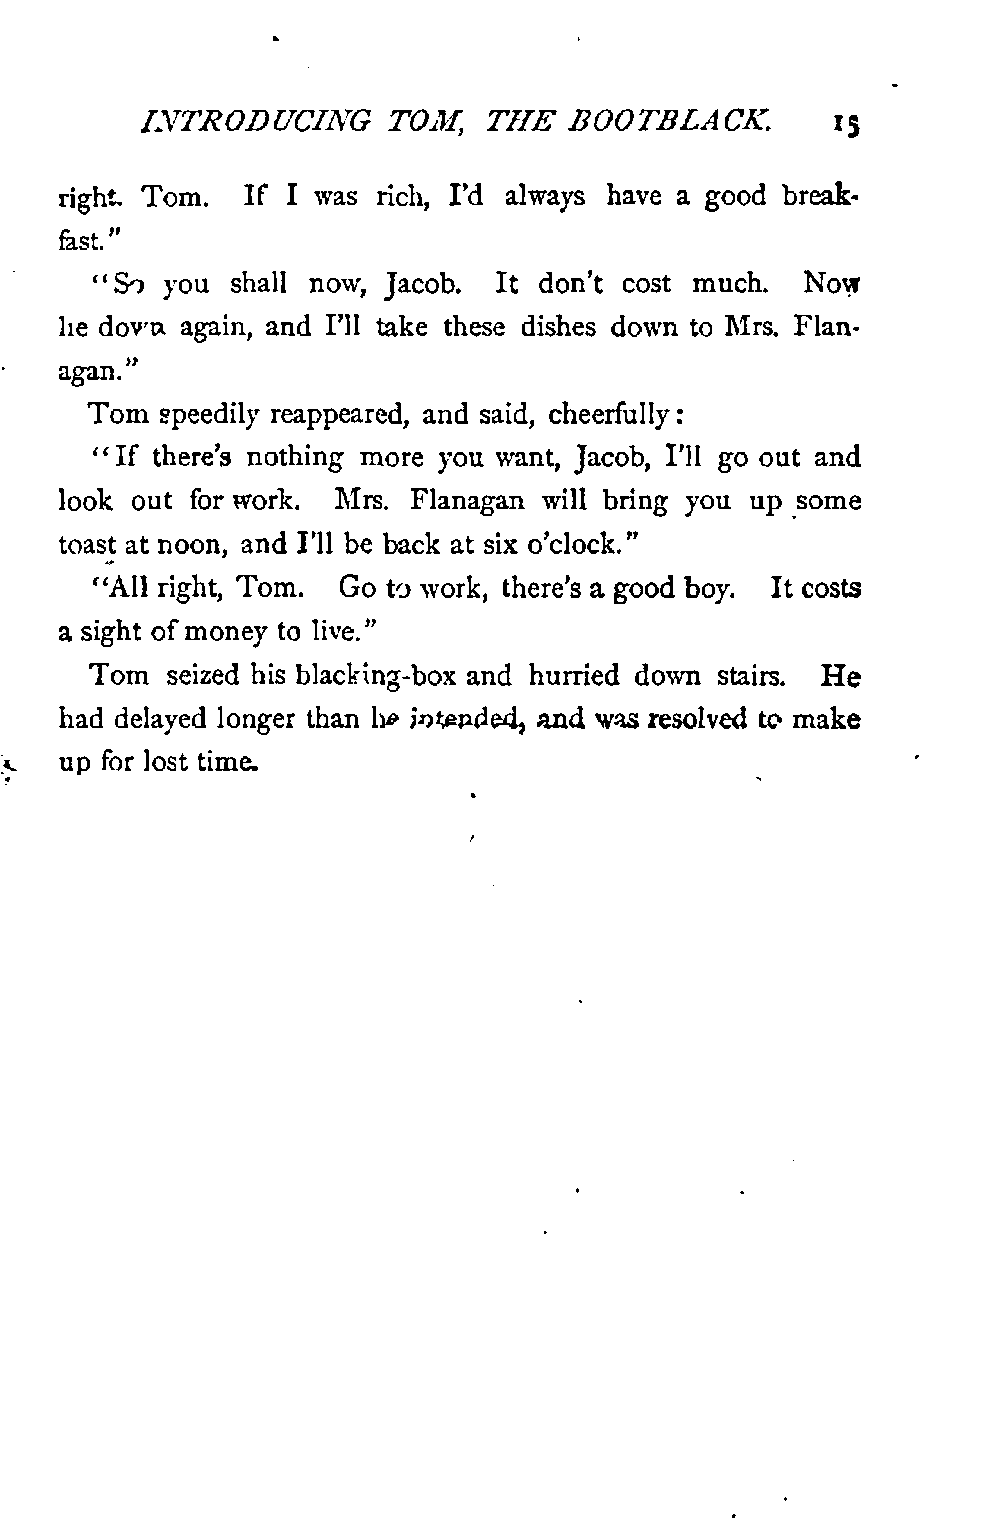 INTRODUCING TOM, THE BOOTBLACK. 15
right. Tom. If I was rich, I'd always have a good break-
fast."
"So you shall now, Jacob. It don't cost much. Now
lie down again, and I'll take these dishes down to Mrs. Flan-
agan."
Tom speedily reappeared, and said, cheerfully:
"If there's nothing more you want, Jacob, I'll go out and
look out for work. Mrs. Flanagan will bring you up some
toast at noon, and I'll be back at six o'clock."
"All right, Tom. Go to work, there's a good boy. It costs
a sight of money to live."
Tom seized his blacking-box and hurried down stairs. He
had delayed longer than he intended, and was resolved to make
up for lost time.